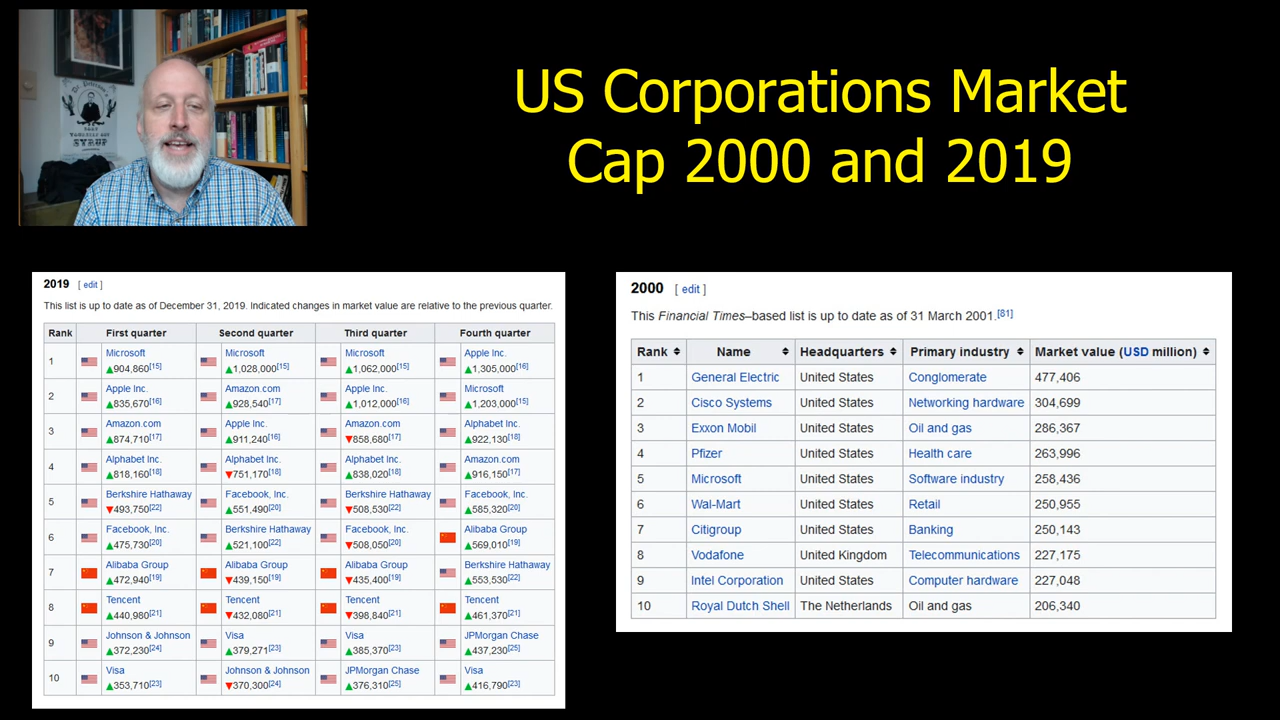 US Corporations Market
Cap 2000 and 2019
SYRUP
2019 [ edit ]
This list is up to date as of December 31, 2019. Indicated changes in market value are relative to the previous quarter.
Rank First quarter Second quarter Third quarter Fourth quarter
1 Microsoft ▲904,860[15] Microsoft ▲1,028,000[15] Microsoft ▲1,062,000[15] Apple Inc. ▲1,305,000[16]
2 Apple Inc. ▲835,670[16] Amazon.com ▲928,540[17] Apple Inc. ▲1,012,000[16] Microsoft ▲1,203,000[15]
3 Amazon.com ▲874,710[17] Apple Inc. ▲911,240[16] Amazon.com ▼858,680[17] Alphabet Inc. ▲922,130[18]
4 Alphabet Inc. ▲818,160[18] Alphabet Inc. ▼751,170[18] Alphabet Inc. ▲838,020[18] Amazon.com ▲916,150[17]
5 Berkshire Hathaway ▼493,750[22] Facebook, Inc. ▲551,490[20] Berkshire Hathaway ▼508,530[22] Facebook, Inc. ▲585,320[20]
6 Facebook, Inc. ▲475,730[20] Berkshire Hathaway ▲521,100[22] Facebook, Inc. ▼508,050[20] Alibaba Group ▲569,010[19]
7 Alibaba Group ▲472,940[19] Alibaba Group ▼439,150[19] Alibaba Group ▼435,400[19] Berkshire Hathaway ▲553,530[22]
8 Tencent ▲440,980[21] Tencent ▼432,080[21] Tencent ▼398,840[21] Tencent ▲461,370[21]
9 Johnson & Johnson ▲372,230[24] Visa ▲379,271[23] Visa ▲385,370[23] JPMorgan Chase ▲437,230[25]
10 Visa ▲353,710[23] Johnson & Johnson ▼370,300[24] JPMorgan Chase ▲376,310[25] Visa ▲416,790[23]
2000 [ edit ]
This Financial Times–based list is up to date as of 31 March 2001.[81]
Rank Name Headquarters Primary industry Market value (USD million)
1 General Electric United States Conglomerate 477,406
2 Cisco Systems United States Networking hardware 304,699
3 Exxon Mobil United States Oil and gas 286,367
4 Pfizer United States Health care 263,996
5 Microsoft United States Software industry 258,436
6 Wal-Mart United States Retail 250,955
7 Citigroup United States Banking 250,143
8 Vodafone United Kingdom Telecommunications 227,175
9 Intel Corporation United States Computer hardware 227,048
10 Royal Dutch Shell The Netherlands Oil and gas 206,340